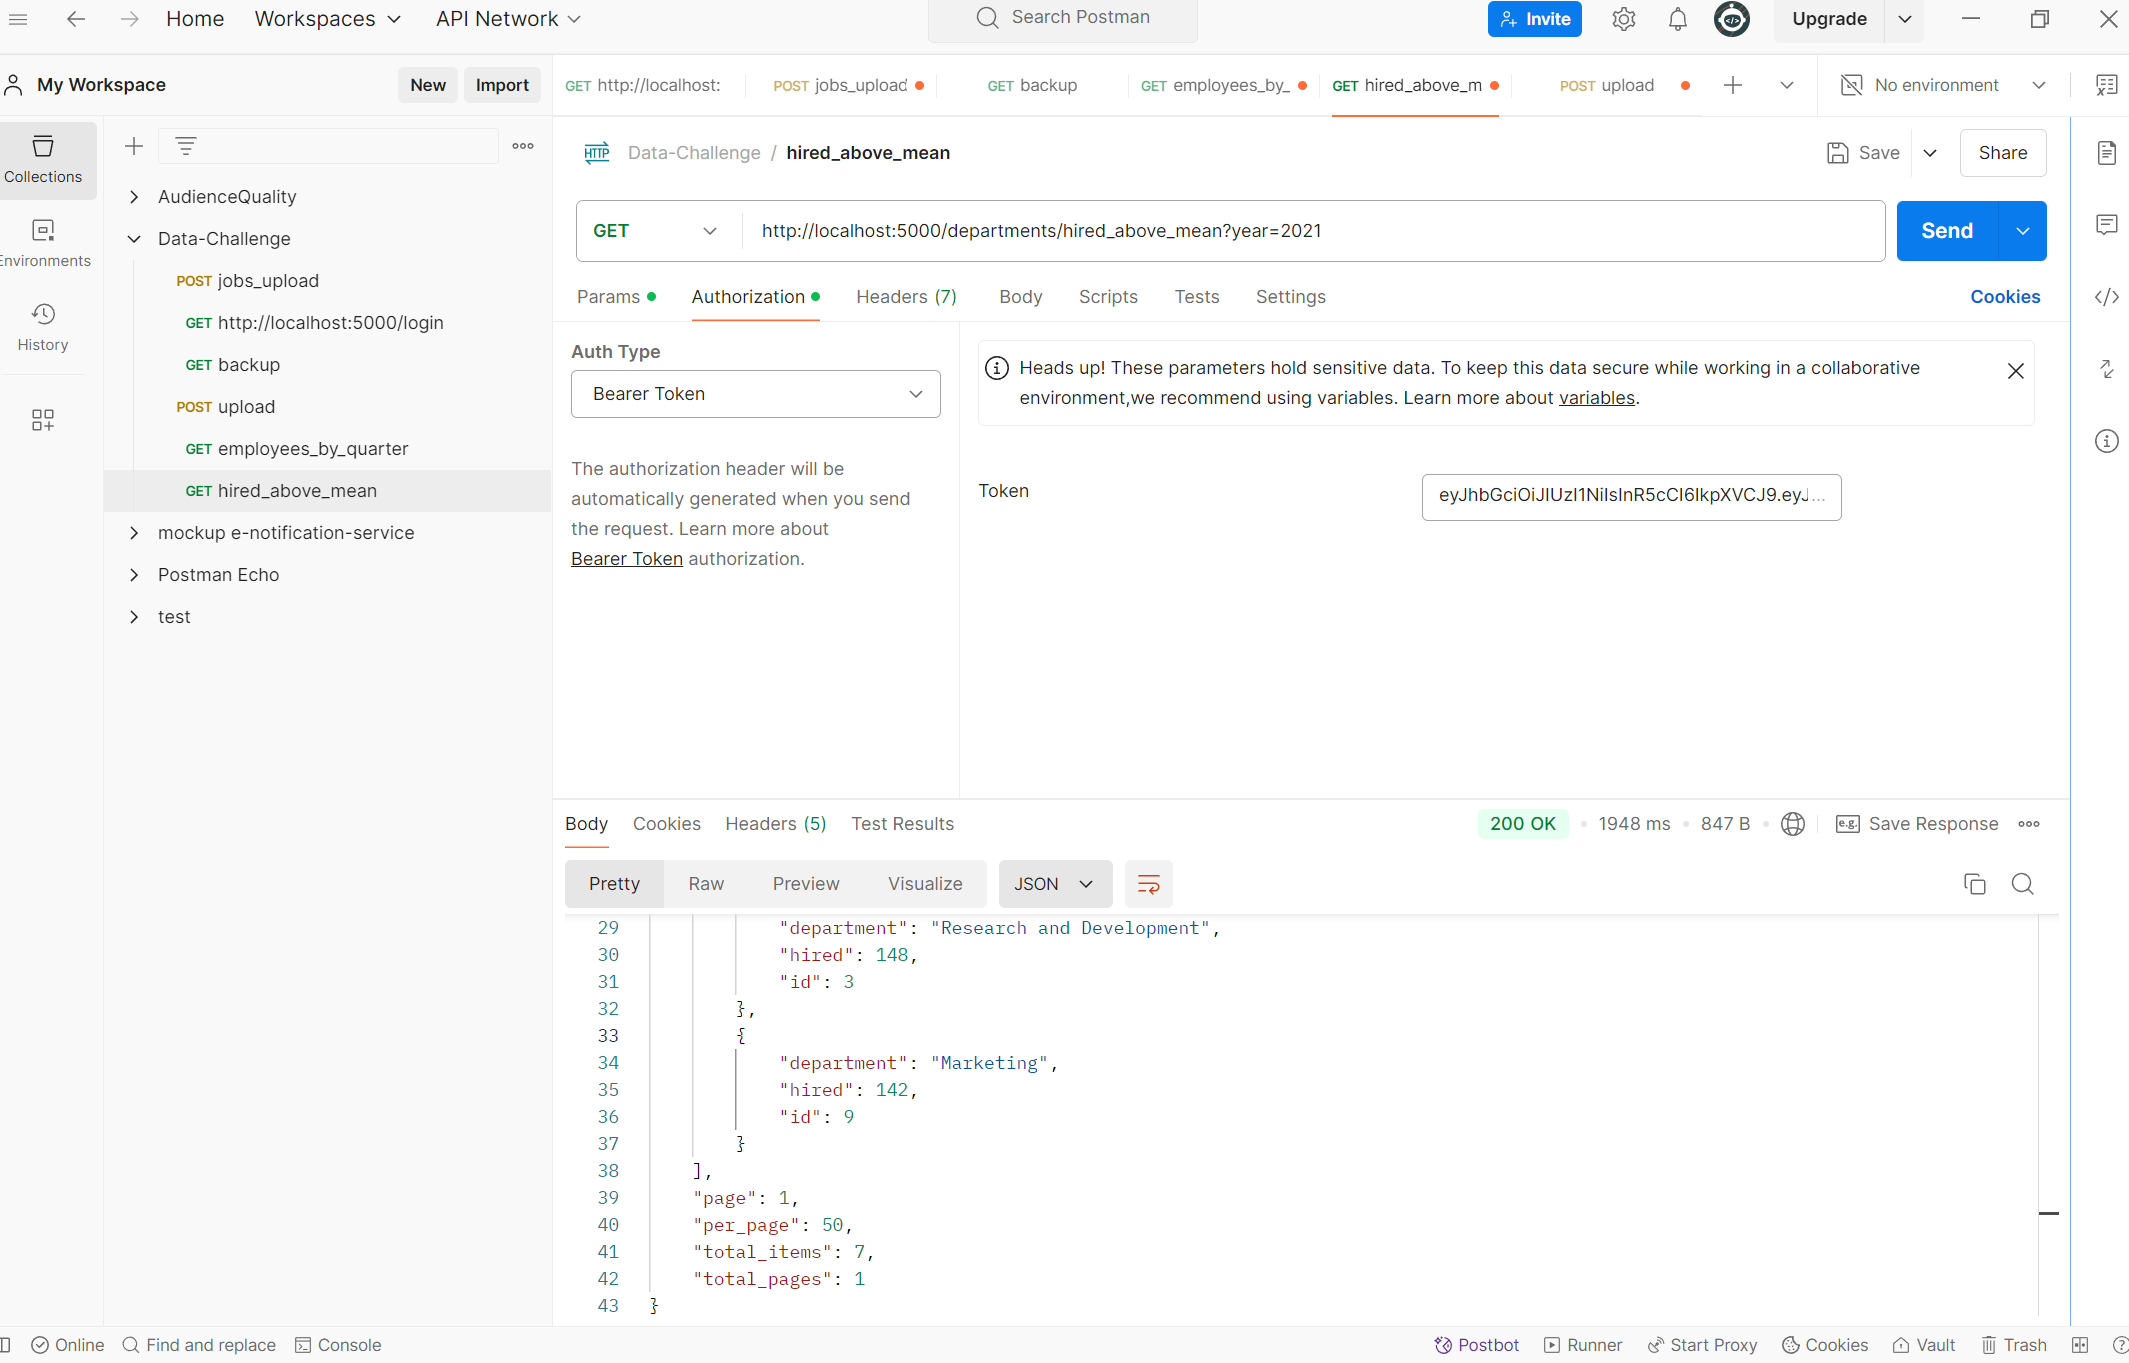 Home Workspaces API Network Search Postman Invite Upgrade
My Workspace New Import
GET http://localhost: POST jobs_upload GET backup GET employees_by_ GET hired_above_m POST upload No environment
Collections
Environments
History
AudienceQuality
Data-Challenge
POST jobs_upload
GET http://localhost:5000/login
GET backup
POST upload
GET employees_by_quarter
GET hired_above_mean
mockup e-notification-service
Postman Echo
test
HTTP Data-Challenge / hired_above_mean Save Share
GET http://localhost:5000/departments/hired_above_mean?year=2021 Send
Params Authorization Headers (7) Body Scripts Tests Settings Cookies
Auth Type
Bearer Token
The authorization header will be
automatically generated when you send
the request. Learn more about
Bearer Token authorization.
Heads up! These parameters hold sensitive data. To keep this data secure while working in a collaborative
environment,we recommend using variables. Learn more about variables.
Token eyJhbGciOiJIUzI1NiIsInR5cCI6IkpXVCJ9.eyJ...
Body Cookies Headers (5) Test Results 200 OK 1948 ms 847 B e.g. Save Response
Pretty Raw Preview Visualize JSON
29 "department": "Research and Development",
30 "hired": 148,
31 "id": 3
32 },
33 {
34 "department": "Marketing",
35 "hired": 142,
36 "id": 9
37 }
38 ],
39 "page": 1,
40 "per_page": 50,
41 "total_items": 7,
42 "total_pages": 1
43 }
Online Find and replace Console Postbot Runner Start Proxy Cookies Vault Trash